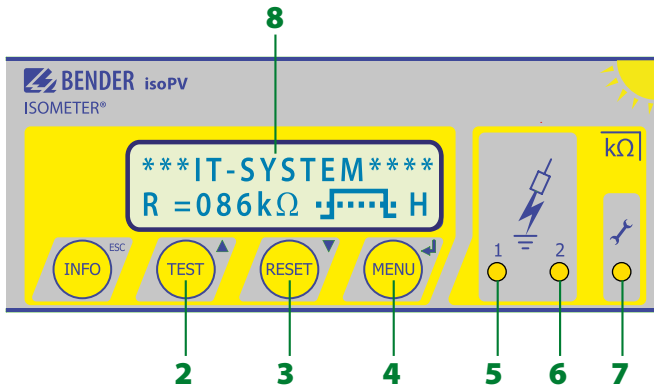 8
BENDER isoPV
ISOMETER®
***IT-SYSTEM****
R =086kΩ H
kΩ
INFO ESC
TEST
RESET
MENU
1 2
2 3 4 5 6 7